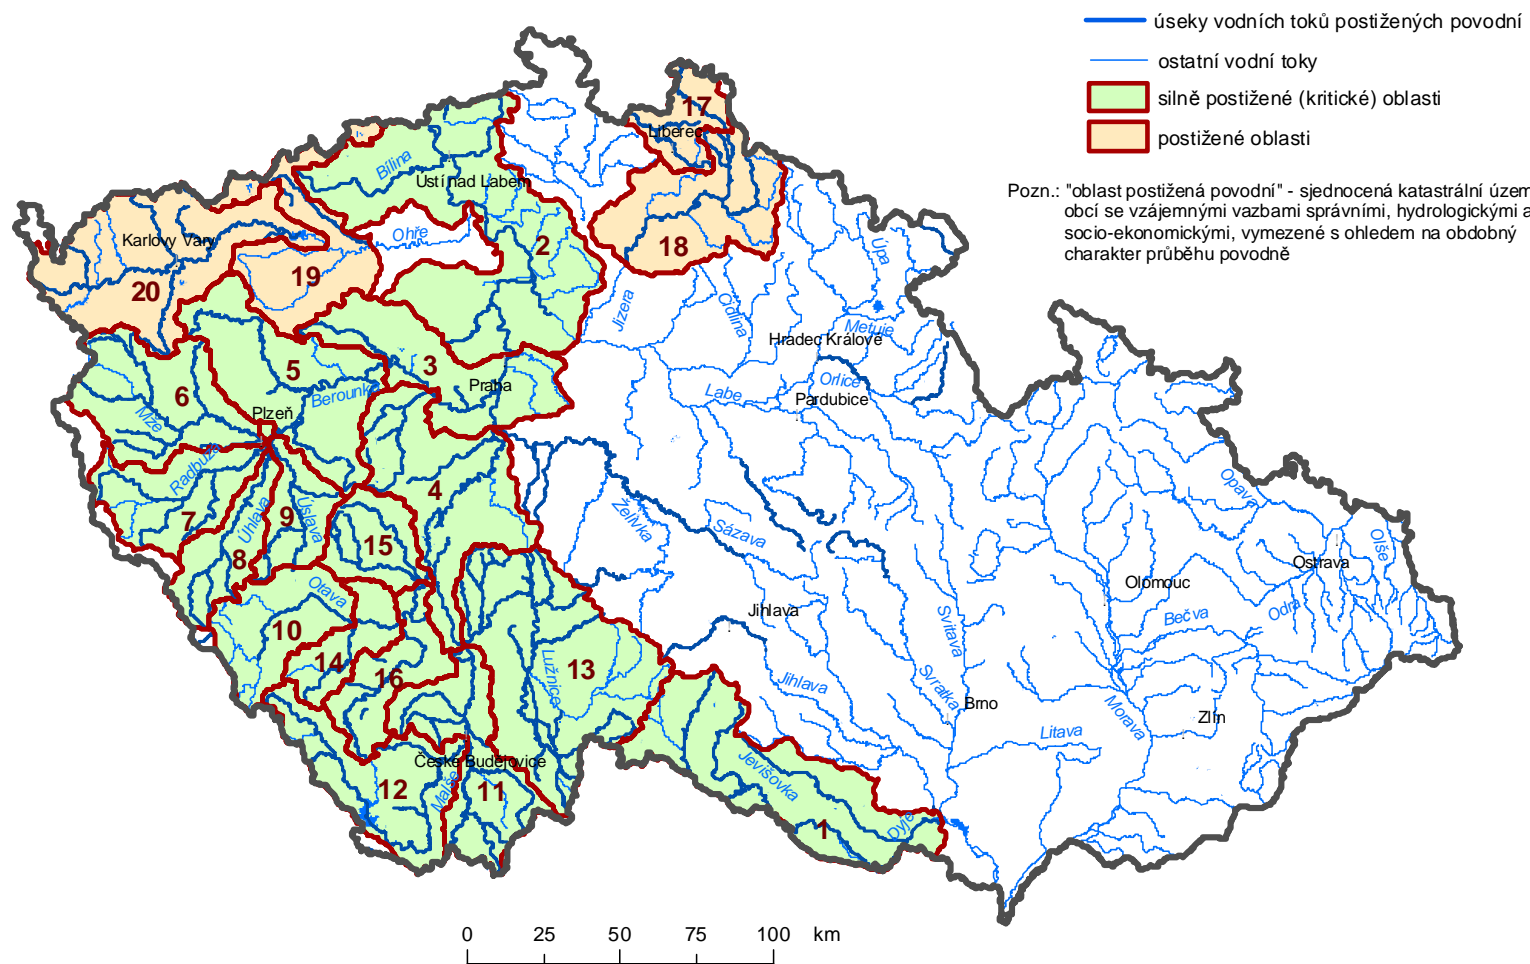 úseky vodních toků postižených povodní
ostatní vodní toky
silně postižené (kritické) oblasti
postižené oblasti
Pozn.: "oblast postižená povodní" - sjednocená katastrální územ
obcí se vzájemnými vazbami správními, hydrologickými a
socio-ekonomickými, vymezené s ohledem na obdobný
charakter průběhu povodně
17
Liberec
Bílina
Ústí nad Labem
Ohře
2
18
Karlovy Vary
19
20
Úpa
Jizera
Cidlina
Metuje
Hradec Králové
3
5
6
Praha
Orlice
Labe
Pardubice
Berounka
Plzeň
Mže
Radbuza
4
Opava
7
Úhlava
9
Úslava
15
Želivka
Sázava
Olše
Ostrava
8
Otava
Olomouc
Odra
Bečva
Jihlava
Svitava
10
14
16
13
Lužnice
Jihlava
Svratka
Brno
Morava
Zlín
Litava
České Budějovice
12
Malše
11
Jevišovka
1
Dyje
0 25 50 75 100 km